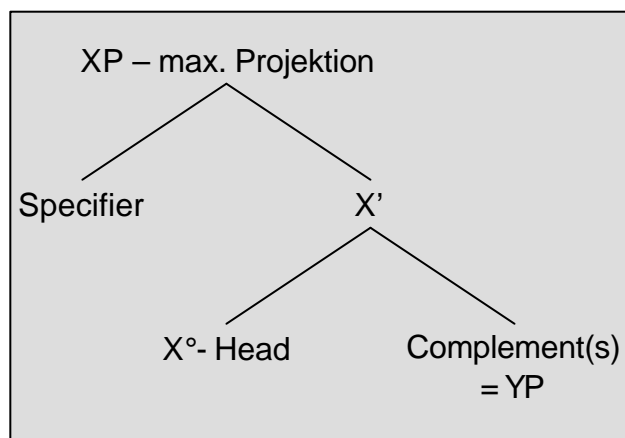 XP – max. Projektion
Specifier X’
X°- Head Complement(s)
= YP